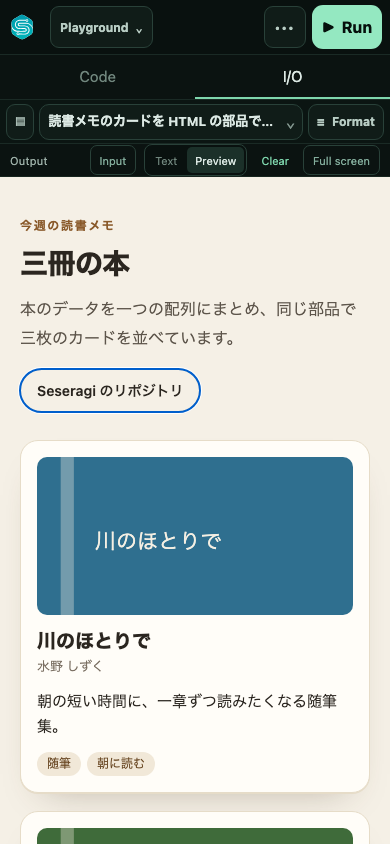 Playground
Run
Code
I/O
読書メモのカードを HTML の部品で...
Format
Output
Input
Text
Preview
Clear
Full screen
今週の読書メモ
三冊の本
本のデータを一つの配列にまとめ、同じ部品で
三枚のカードを並べています。
Seseragi のリポジトリ
川のほとりで
川のほとりで
水野 しずく
朝の短い時間に、一章ずつ読みたくなる随筆
集。
随筆
朝に読む